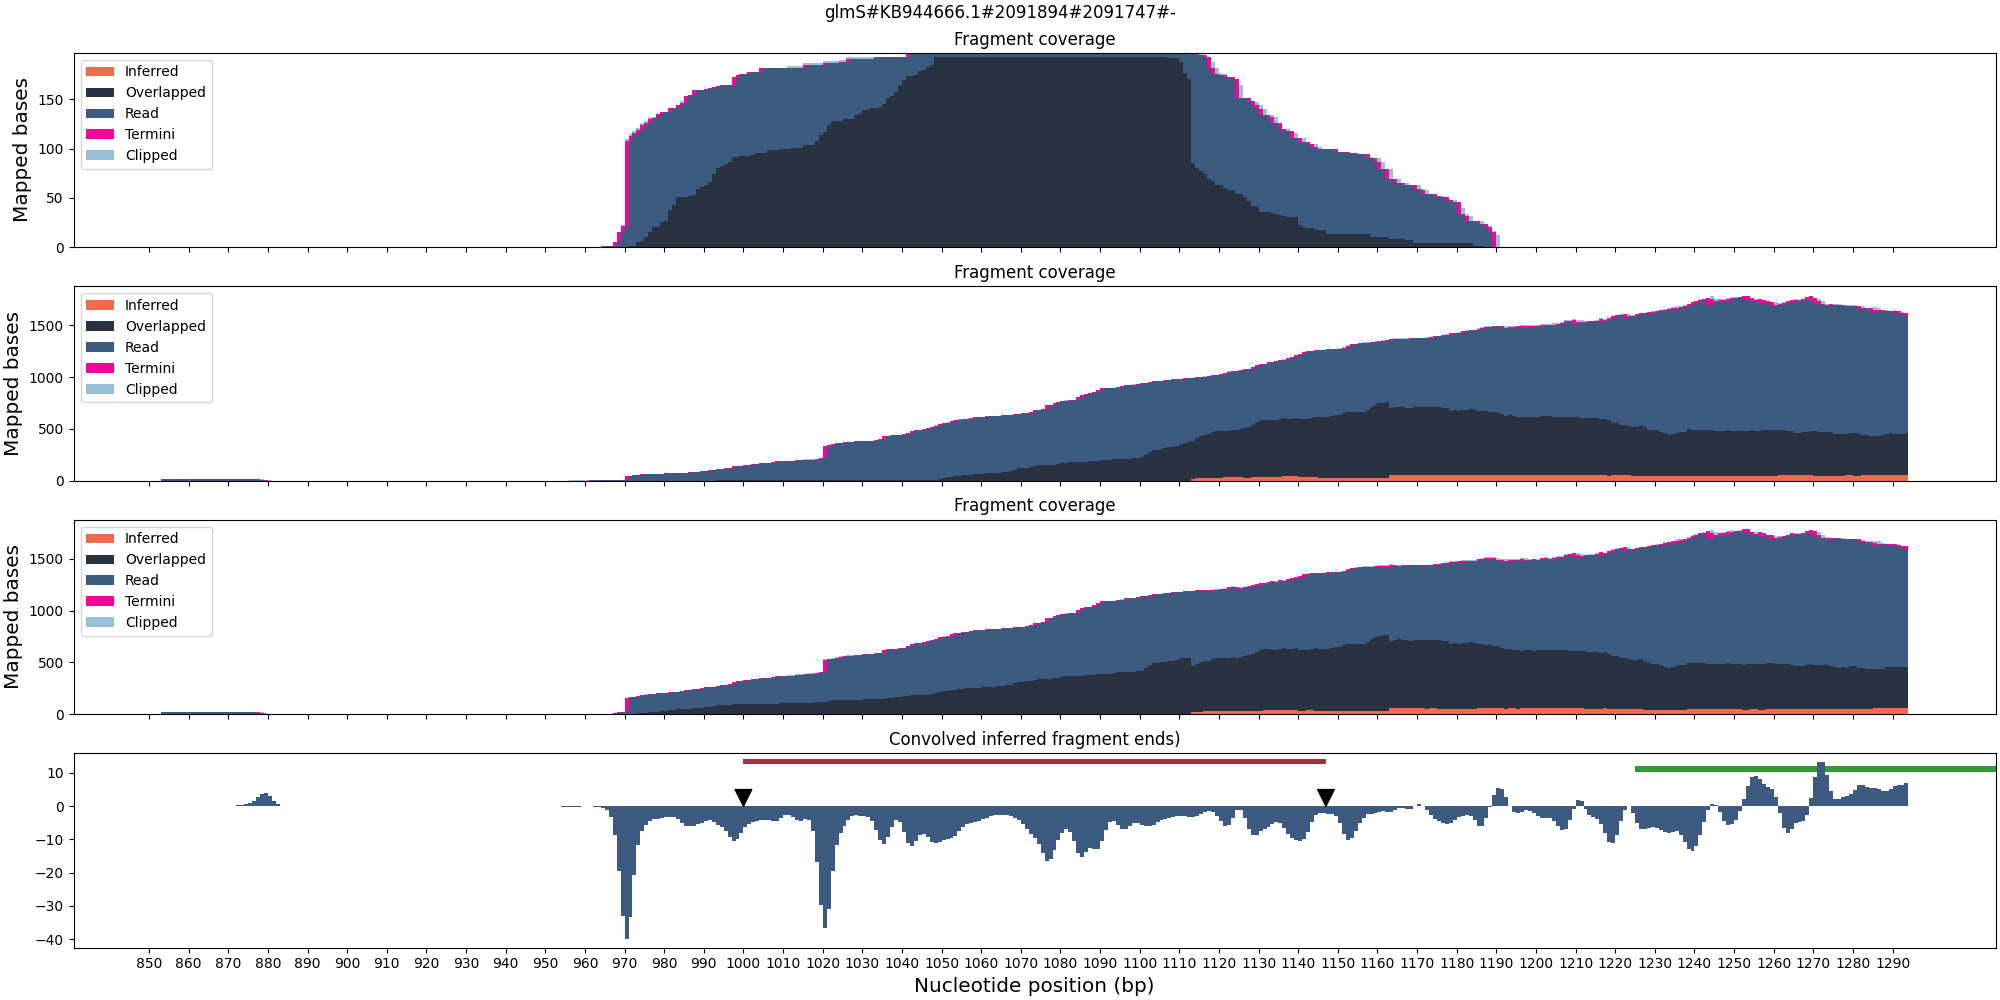 glmS#KB944666.1#2091894#2091747#-
Fragment coverage
Mapped bases
150
100
50
0
Inferred
Overlapped
Read
Termini
Clipped
Fragment coverage
Mapped bases
1500
1000
500
0
Inferred
Overlapped
Read
Termini
Clipped
Fragment coverage
Mapped bases
1500
1000
500
0
Inferred
Overlapped
Read
Termini
Clipped
Convolved inferred fragment ends)
10
0
−10
−20
−30
−40
850 860 870 880 890 900 910 920 930 940 950 960 970 980 990 1000 1010 1020 1030 1040 1050 1060 1070 1080 1090 1100 1110 1120 1130 1140 1150 1160 1170 1180 1190 1200 1210 1220 1230 1240 1250 1260 1270 1280 1290
Nucleotide position (bp)